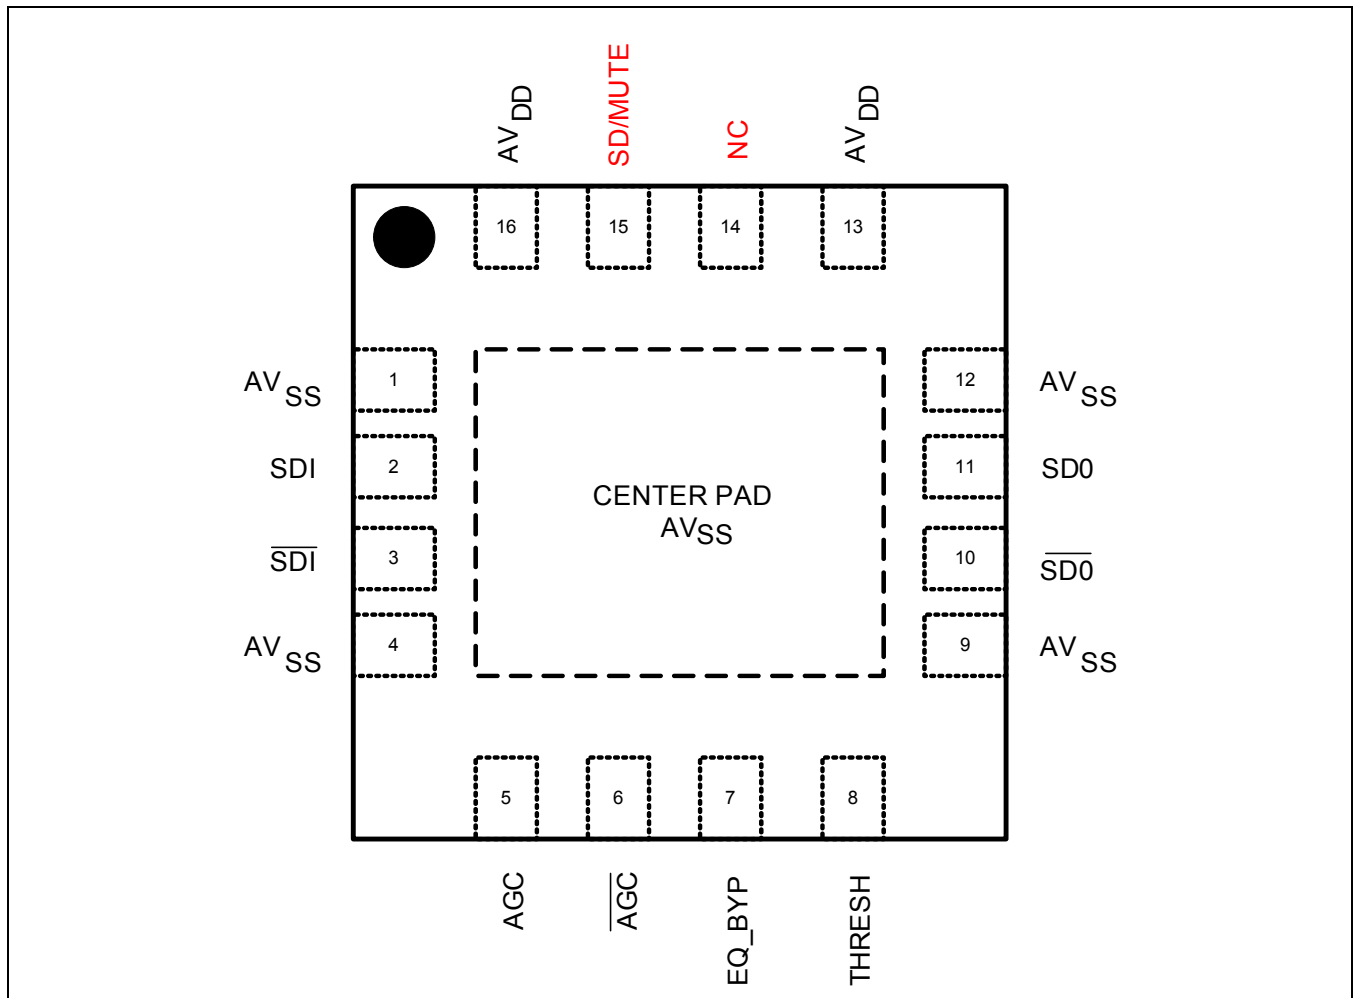 AVDD
SD/MUTE
NC
AVDD
16
15
14
13
AVSS
1
12
AVSS
SDI
2
11
SD0
CENTER PAD
AVSS
SDI
3
10
SD0
AVSS
4
9
AVSS
5
6
7
8
AGC
AGC
EQ_BYP
THRESH